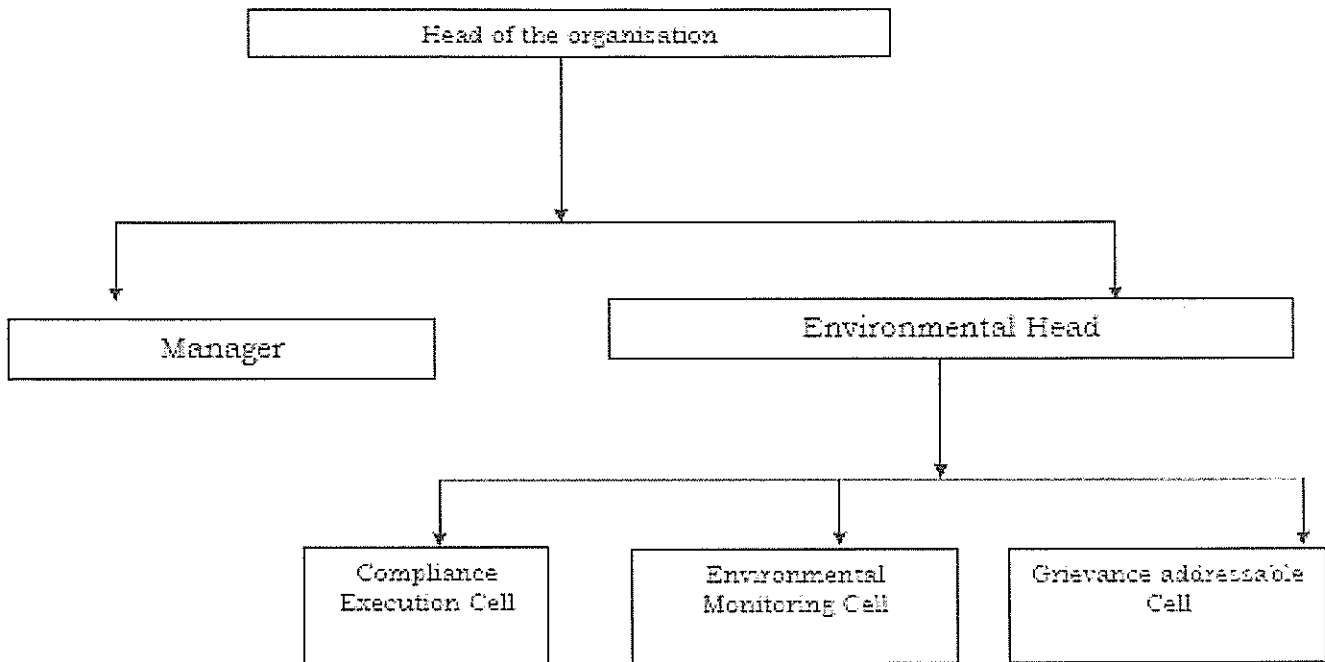 Head of the organisation
Manager
Environmental Head
Compliance
Execution Cell
Environmental
Monitoring Cell
Grievance addressable
Cell